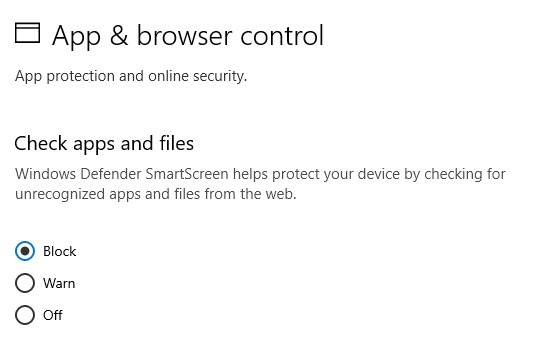 App & browser control
App protection and online security.
Check apps and files
Windows Defender SmartScreen helps protect your device by checking for
unrecognized apps and files from the web.
Block
Warn
Off